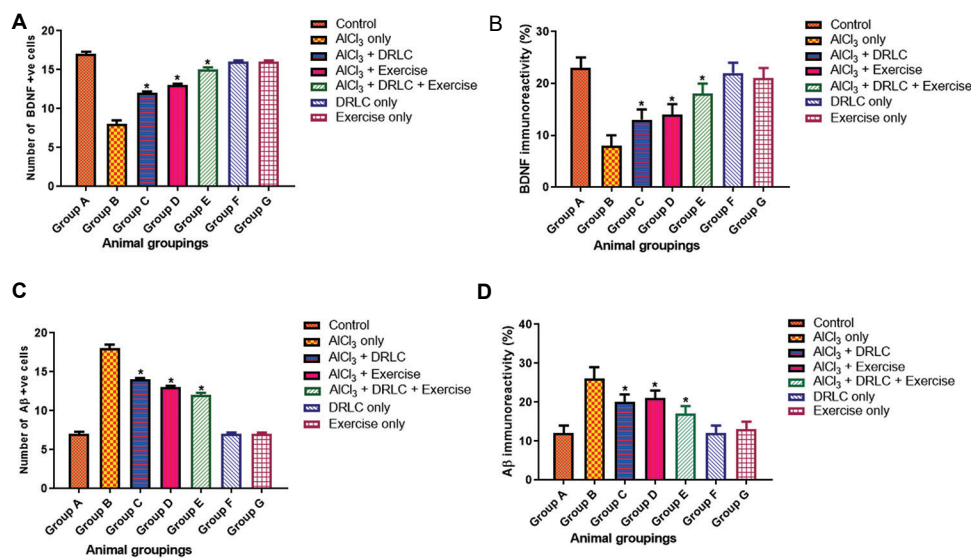 A
Number of BDNF +ve cells
20
15
10
5
0
*
*
*
Group A
Group B
Group C
Group D
Group E
Group F
Group G
Animal groupings
Control
AlCl3 only
AlCl3 + DRLC
AlCl3 + Exercise
AlCl3 + DRLC + Exercise
DRLC only
Exercise only
B
BDNF immunoreactivity (%)
30
20
10
0
*
*
*
Group A
Group B
Group C
Group D
Group E
Group F
Group G
Animal groupings
Control
AlCl3 only
AlCl3 + DRLC
AlCl3 + Exercise
AlCl3 + DRLC + Exercise
DRLC only
Exercise only
C
Number of Aβ +ve cells
20
15
10
5
0
*
*
*
Group A
Group B
Group C
Group D
Group E
Group F
Group G
Animal groupings
Control
AlCl3 only
AlCl3 + DRLC
AlCl3 + Exercise
AlCl3 + DRLC + Exercise
DRLC only
Exercise only
D
Aβ immunoreactivity (%)
40
30
20
10
0
*
*
*
Group A
Group B
Group C
Group D
Group E
Group F
Group G
Animal groupings
Control
AlCl3 only
AlCl3 + DRLC
AlCl3 + Exercise
AlCl3 + DRLC + Exercise
DRLC only
Exercise only